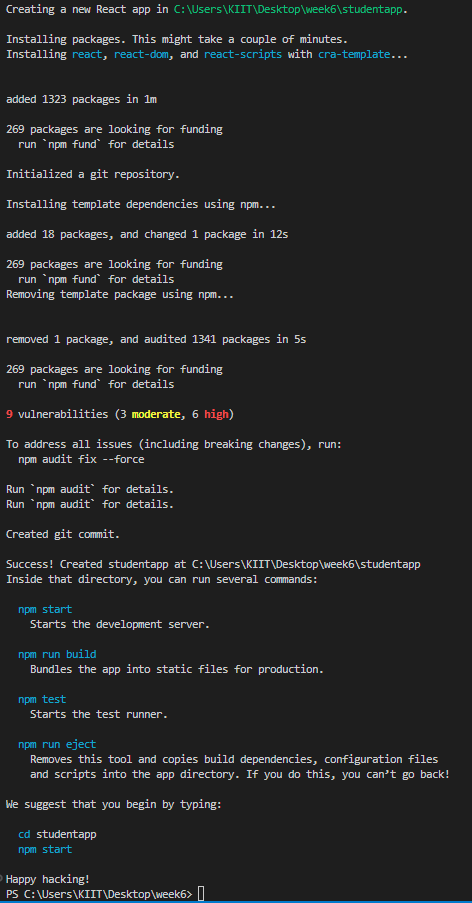 Creating a new React app in C:\Users\KIIT\Desktop\week6\studentapp.
Installing packages. This might take a couple of minutes.
Installing react, react-dom, and react-scripts with cra-template...
added 1323 packages in 1m
269 packages are looking for funding
  run `npm fund` for details
Initialized a git repository.
Installing template dependencies using npm...
added 18 packages, and changed 1 package in 12s
269 packages are looking for funding
  run `npm fund` for details
Removing template package using npm...
removed 1 package, and audited 1341 packages in 5s
269 packages are looking for funding
  run `npm fund` for details
9 vulnerabilities (3 moderate, 6 high)
To address all issues (including breaking changes), run:
  npm audit fix --force
Run `npm audit` for details.
Run `npm audit` for details.
Created git commit.
Success! Created studentapp at C:\Users\KIIT\Desktop\week6\studentapp
Inside that directory, you can run several commands:
  npm start
    Starts the development server.
  npm run build
    Bundles the app into static files for production.
  npm test
    Starts the test runner.
  npm run eject
    Removes this tool and copies build dependencies, configuration files
    and scripts into the app directory. If you do this, you can’t go back!
We suggest that you begin by typing:
  cd studentapp
  npm start
Happy hacking!
PS C:\Users\KIIT\Desktop\week6>